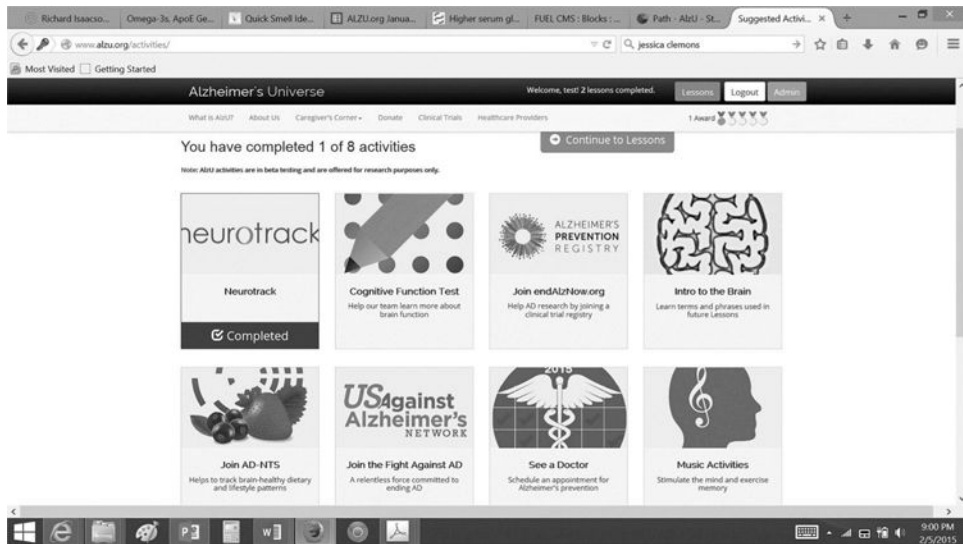 Richard Isaacso...
Omega-3s, ApoE Ge...
Quick Smell Ide...
ALZU.org Janua...
Higher serum gl...
FUEL CMS : Blocks : ...
Path - AlzU - St...
Suggested Activi...
www.alzu.org/activities/
jessica clemons
Most Visited
Getting Started
Alzheimer's Universe
Welcome, test! 2 lessons completed.
Lessons
Logout
Admin
What is AlzU?
About Us
Caregiver's Corner
Donate
Clinical Trials
Healthcare Providers
1 Award
You have completed 1 of 8 activities
Continue to Lessons
Note: AlzU activities are in beta testing and are offered for research purposes only.
neurotrack
Neurotrack
Completed
Cognitive Function Test
Help our team learn more about
brain function
ALZHEIMER'S
PREVENTION
REGISTRY
Join endAlzNow.org
Help AD research by joining a
clinical trial registry
Intro to the Brain
Learn terms and phrases used in
future Lessons
Join AD-NTS
Helps to track brain-healthy dietary
and lifestyle patterns
USAgainst
Alzheimer's
NETWORK
Join the Fight Against AD
A relentless force committed to
ending AD
2015
See a Doctor
Schedule an appointment for
Alzheimer's prevention
Music Activities
Stimulate the mind and exercise
memory
9:00 PM
2/5/2015